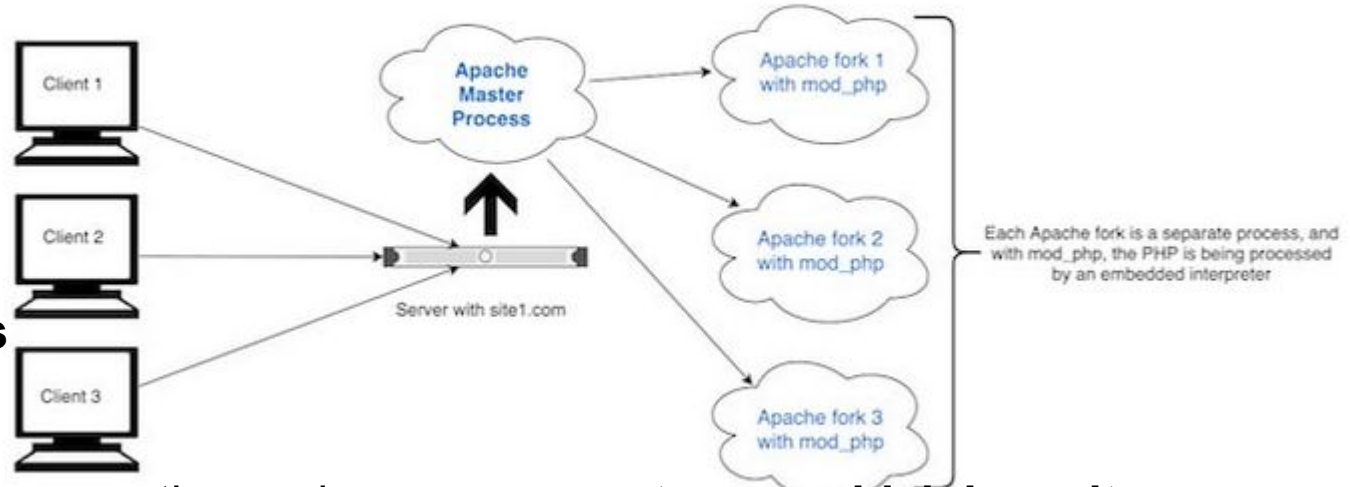 Client 1
Client 2
Client 3
Apache
Master
Process
Server with site1.com
Apache fork 1
with mod_php
Apache fork 2
with mod_php
Apache fork 3
with mod_php
Each Apache fork is a separate process, and
with mod_php, the PHP is being processed
by an embedded interpreter
s